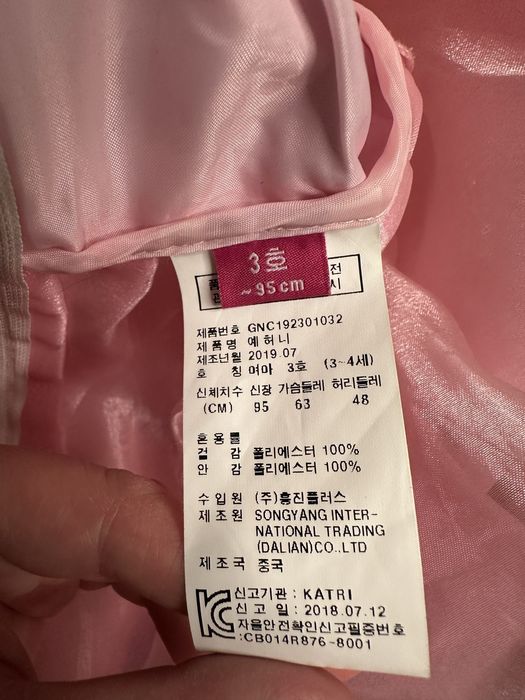 3호
~95cm
전
시
제품번호 GNC192301032
제 품 명 예 허 니
제조년월 2019.07
호 칭 여아 3호 (3~4세)
신체치수 신장 가슴둘레 허리둘레
(CM) 95 63 48
혼 용 률
겉 감 폴리에스터 100%
안 감 폴리에스터 100%
수 입 원 (주)흥진플러스
제 조 원 SONGYANG INTER-
NATIONAL TRADING
(DALIAN)CO.,LTD
제 조 국 중국
신고기관 : KATRI
신 고 일 : 2018.07.12
자율안전확인신고필증번호
:CB014R876-8001